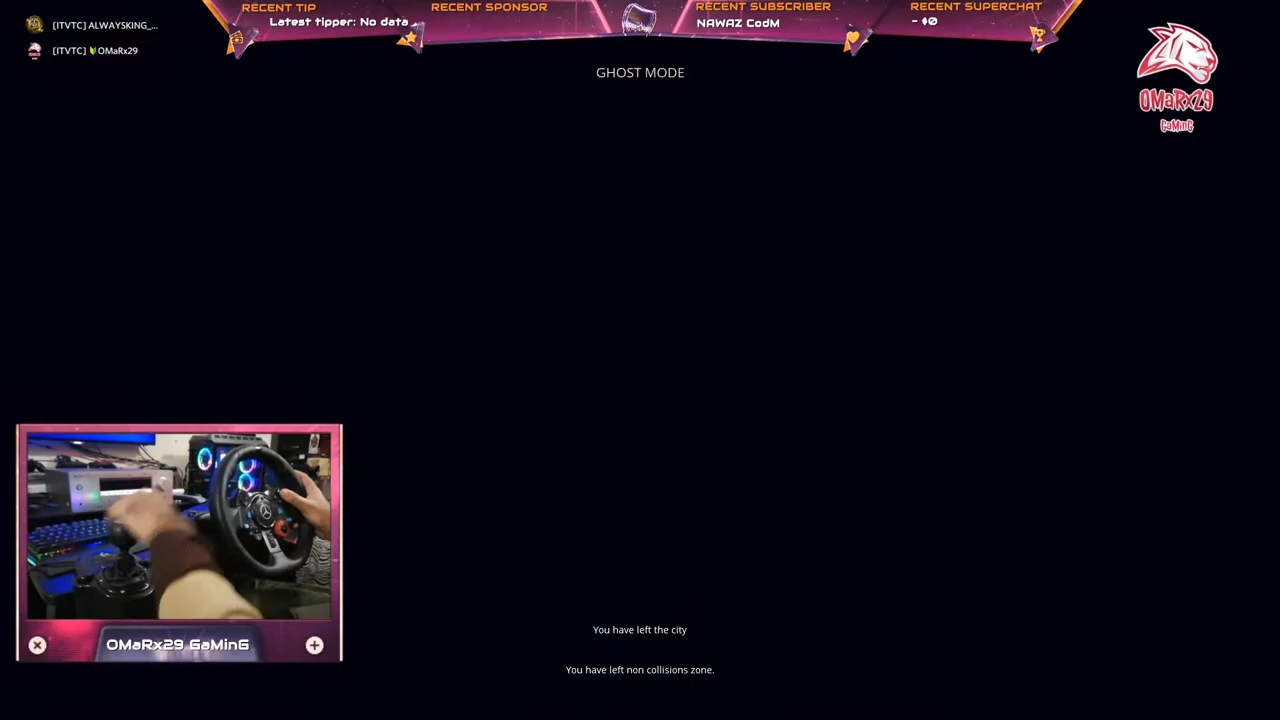 [ITVTC] ALWAYSKING_...
[ITVTC] OMaRx29
RECENT TIP
Latest tipper: No data
RECENT SPONSOR
RECENT SUBSCRIBER
NAWAZ CodM
RECENT SUPERCHAT
- $0
GHOST MODE
OMaRx29
GaMinG
OMaRx29 GaMinG
You have left the city
You have left non collisions zone.